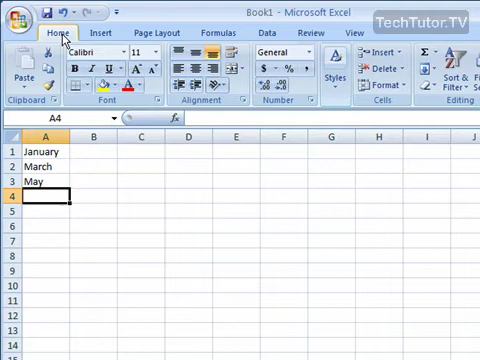 Book1 - Microsoft Excel
TechTutor.TV
Home Insert Page Layout Formulas Data Review View
Paste
Calibri 11
B I U
A A
A
General
$ % ,
Styles
Insert
Delete
Format
Σ
Sort &
Filter
Find &
Clipboard Font Alignment Number Cells Editing
A4 fx
A B C D E F G H I J
1 January
2 March
3 May
4
5
6
7
8
9
10
11
12
13
14